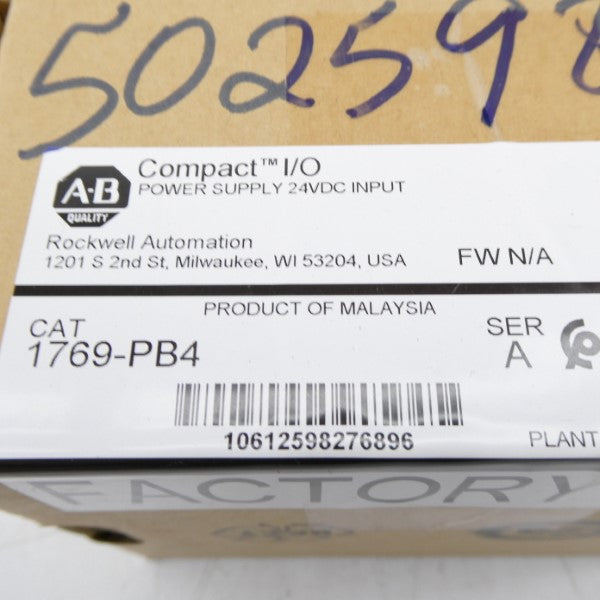 502598
A-B
QUALITY
Compact™ I/O
POWER SUPPLY 24VDC INPUT
Rockwell Automation
1201 S 2nd St, Milwaukee, WI 53204, USA
FW N/A
PRODUCT OF MALAYSIA
CAT
1769-PB4
SER
A
10612598276896
PLANT
FACTORY